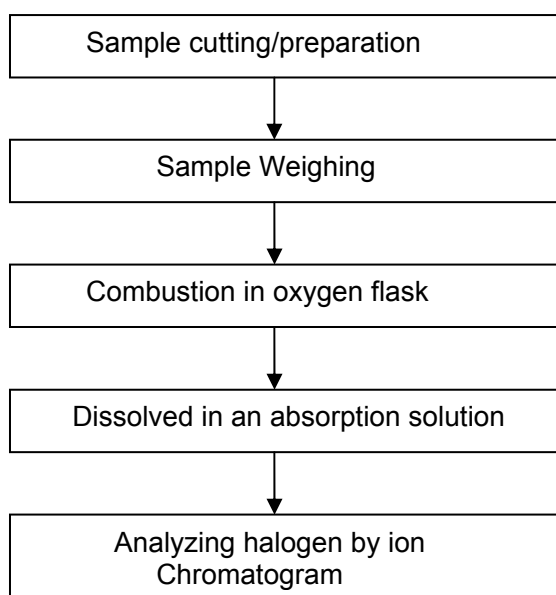 Sample cutting/preparation
Sample Weighing
Combustion in oxygen flask
Dissolved in an absorption solution
Analyzing halogen by ion
Chromatogram